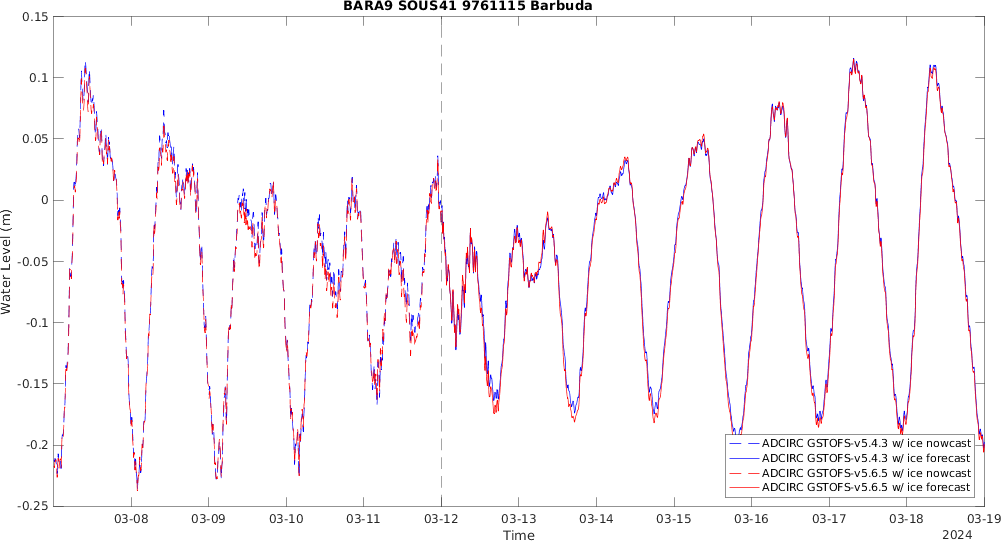 BARA9 SOUS41 9761115 Barbuda
0.15
0.1
0.05
0
-0.05
-0.1
-0.15
-0.2
-0.25
Water Level (m)
ADCIRC GSTOFS-v5.4.3 w/ ice nowcast
ADCIRC GSTOFS-v5.4.3 w/ ice forecast
ADCIRC GSTOFS-v5.6.5 w/ ice nowcast
ADCIRC GSTOFS-v5.6.5 w/ ice forecast
03-08 03-09 03-10 03-11 03-12 03-13 03-14 03-15 03-16 03-17 03-18 03-19
Time
2024